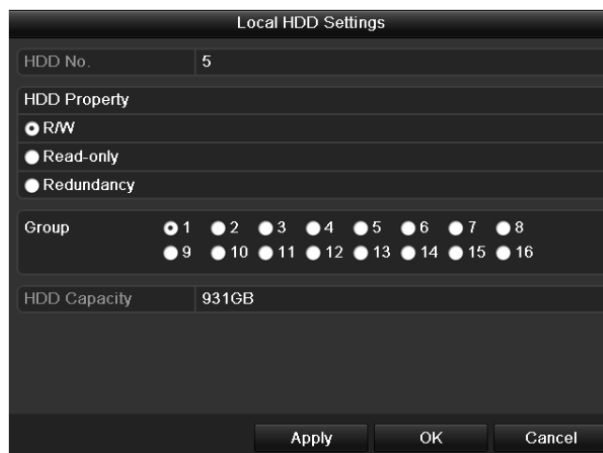 Local HDD Settings
HDD No. 5
HDD Property
R/W
Read-only
Redundancy
Group 1 2 3 4 5 6 7 8
9 10 11 12 13 14 15 16
HDD Capacity 931GB
Apply OK Cancel